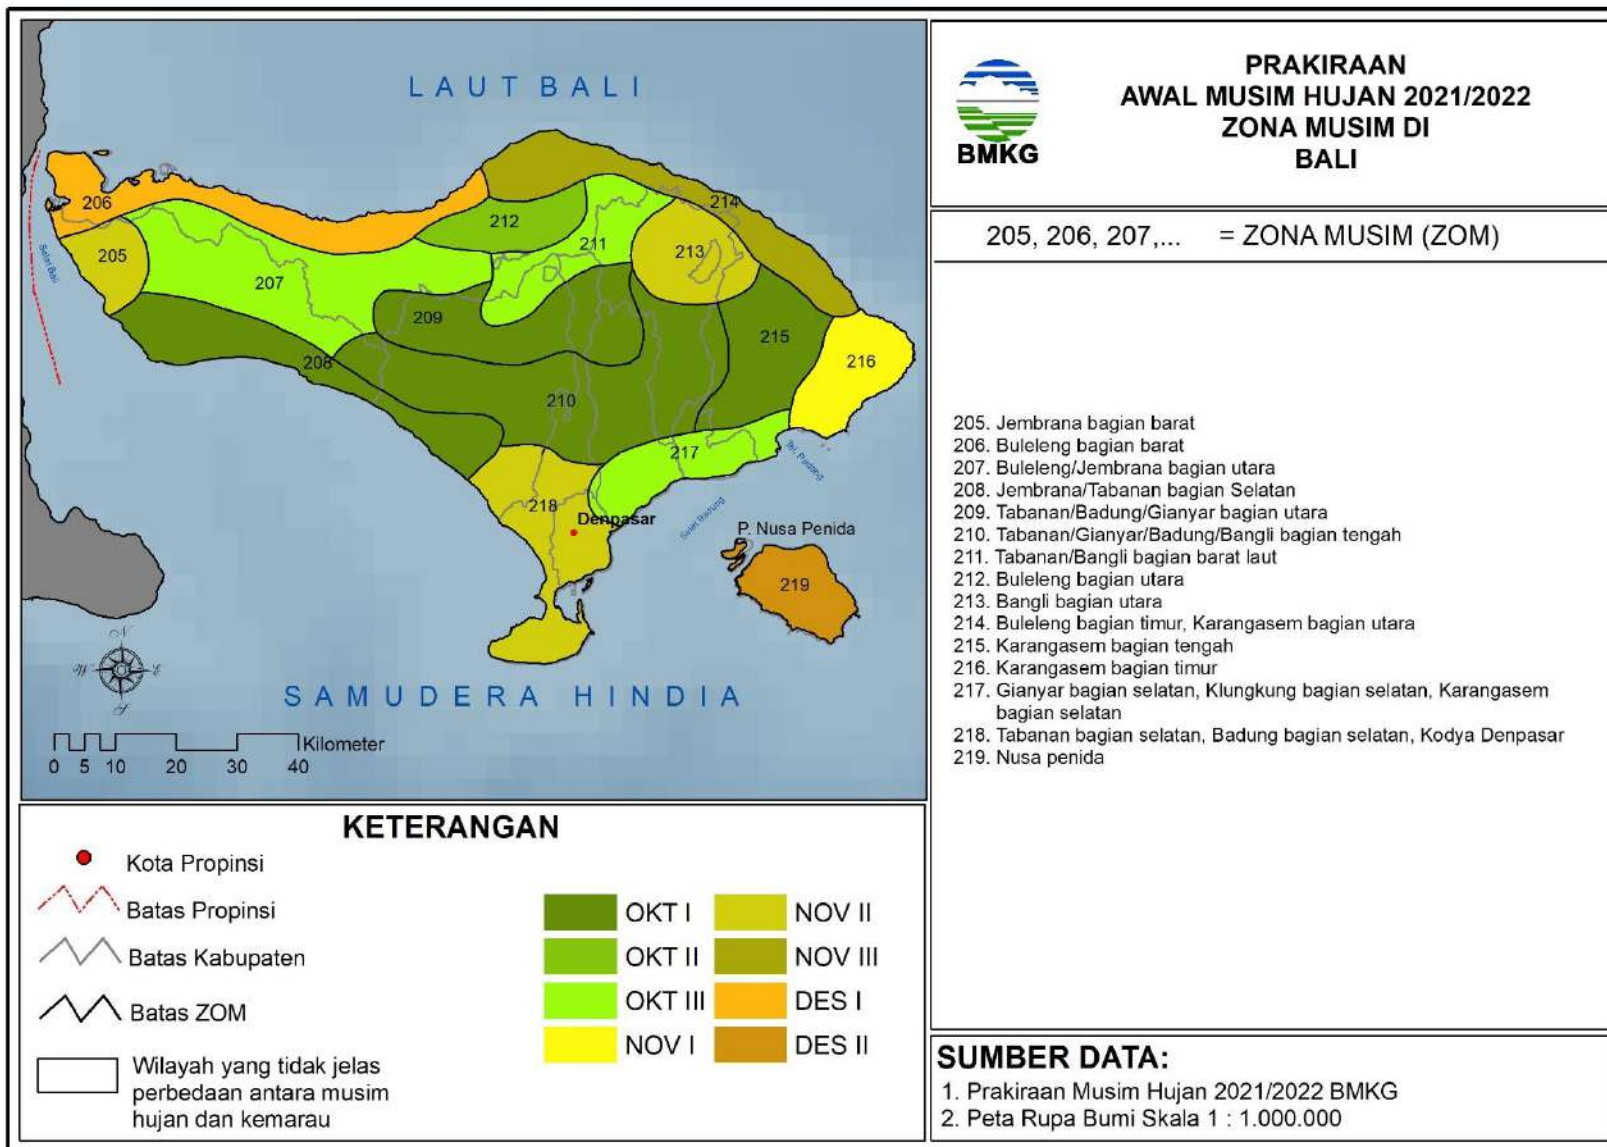 LAUT BALI
206
205
207
208
209
210
211
212
213
214
215
216
217
218
219
Selat Bali
Denpasar
Tel. Padang
Selat Badung
P. Nusa Penida
N
W
E
S
SAMUDERA HINDIA
Kilometer
0 5 10 20 30 40
KETERANGAN
Kota Propinsi
Batas Propinsi
Batas Kabupaten
Batas ZOM
Wilayah yang tidak jelas
perbedaan antara musim
hujan dan kemarau
OKT I
OKT II
OKT III
NOV I
NOV II
NOV III
DES I
DES II
BMKG
PRAKIRAAN
AWAL MUSIM HUJAN 2021/2022
ZONA MUSIM DI
BALI
205, 206, 207,... = ZONA MUSIM (ZOM)
205. Jembrana bagian barat
206. Buleleng bagian barat
207. Buleleng/Jembrana bagian utara
208. Jembrana/Tabanan bagian Selatan
209. Tabanan/Badung/Gianyar bagian utara
210. Tabanan/Gianyar/Badung/Bangli bagian tengah
211. Tabanan/Bangli bagian barat laut
212. Buleleng bagian utara
213. Bangli bagian utara
214. Buleleng bagian timur, Karangasem bagian utara
215. Karangasem bagian tengah
216. Karangasem bagian timur
217. Gianyar bagian selatan, Klungkung bagian selatan, Karangasem
bagian selatan
218. Tabanan bagian selatan, Badung bagian selatan, Kodya Denpasar
219. Nusa penida
SUMBER DATA:
1. Prakiraan Musim Hujan 2021/2022 BMKG
2. Peta Rupa Bumi Skala 1 : 1.000.000